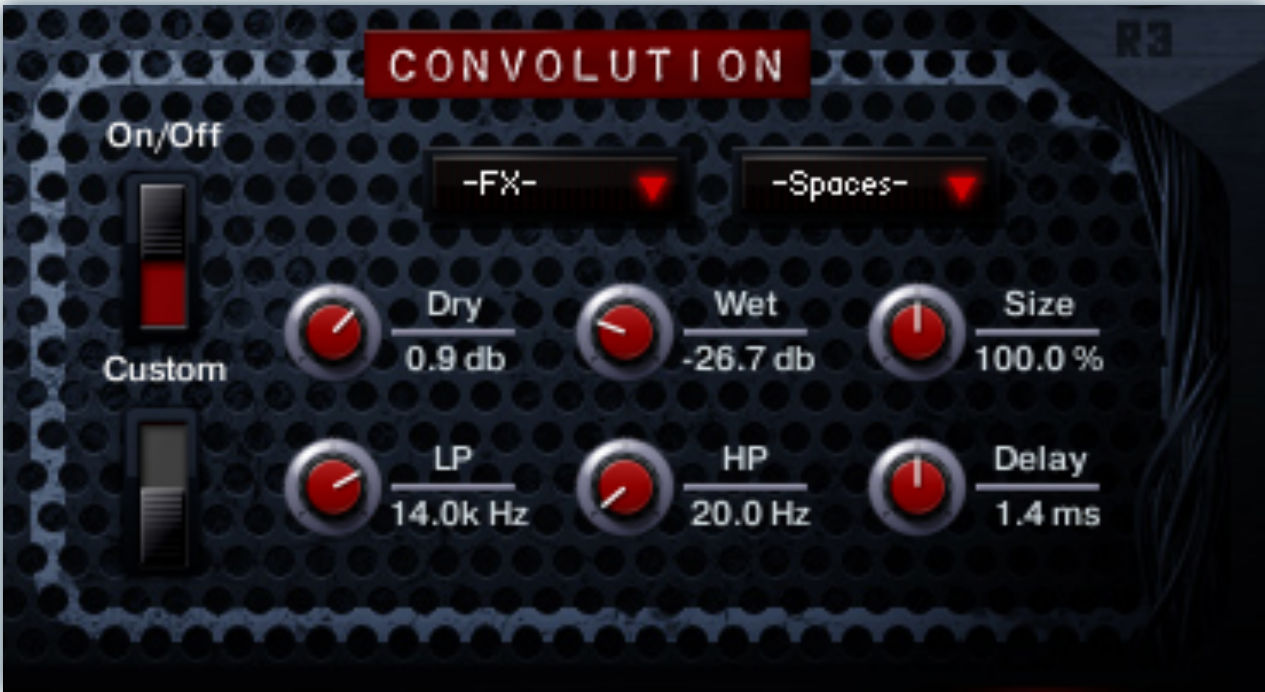 R3
CONVOLUTION
On/Off
-FX-
-Spaces-
Dry
0.9 db
Wet
-26.7 db
Size
100.0 %
Custom
LP
14.0k Hz
HP
20.0 Hz
Delay
1.4 ms